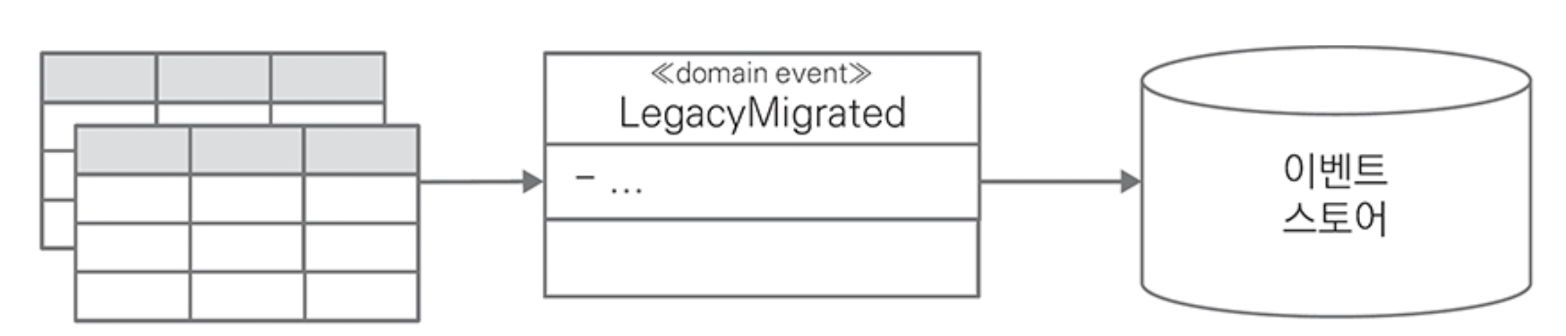 ≪domain event≫
LegacyMigrated
- ...
이벤트
스토어